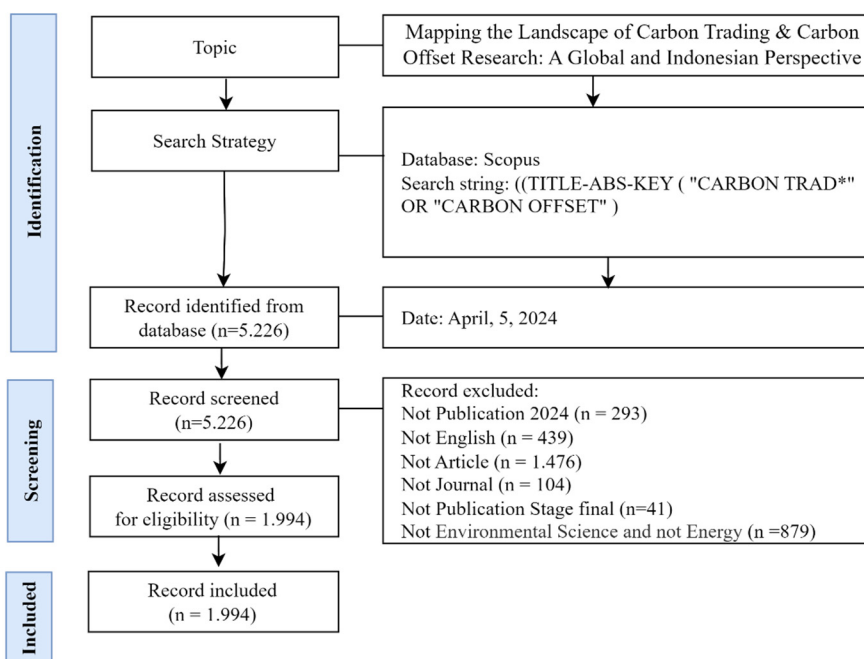 Identification
Topic
Mapping the Landscape of Carbon Trading & Carbon
Offset Research: A Global and Indonesian Perspective
Search Strategy
Database: Scopus
Search string: ((TITLE-ABS-KEY ( "CARBON TRAD*"
OR "CARBON OFFSET" )
Record identified from
database (n=5.226)
Date: April, 5, 2024
Screening
Record screened
(n=5.226)
Record excluded:
Not Publication 2024 (n = 293)
Not English (n = 439)
Not Article (n = 1.476)
Not Journal (n = 104)
Not Publication Stage final (n=41)
Not Environmental Science and not Energy (n =879)
Record assessed
for eligibility (n = 1.994)
Included
Record included
(n = 1.994)